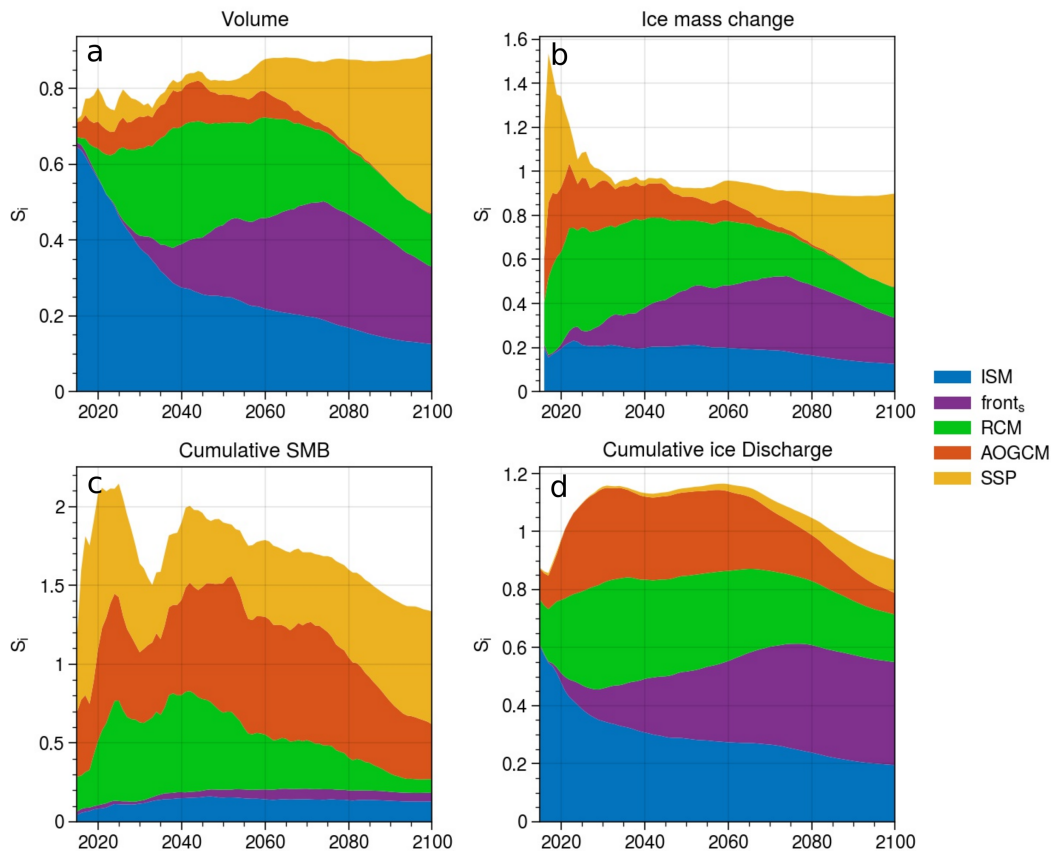 Volume
a
0.8
0.6
0.4
0.2
0
Sᵢ
2020 2040 2060 2080 2100
Ice mass change
b
1.6
1.4
1.2
1
0.8
0.6
0.4
0.2
0
Sᵢ
2020 2040 2060 2080 2100
Cumulative SMB
c
2
1.5
1
0.5
0
Sᵢ
2020 2040 2060 2080 2100
Cumulative ice Discharge
d
1.2
1
0.8
0.6
0.4
0.2
0
Sᵢ
2020 2040 2060 2080 2100
ISM
frontₛ
RCM
AOGCM
SSP